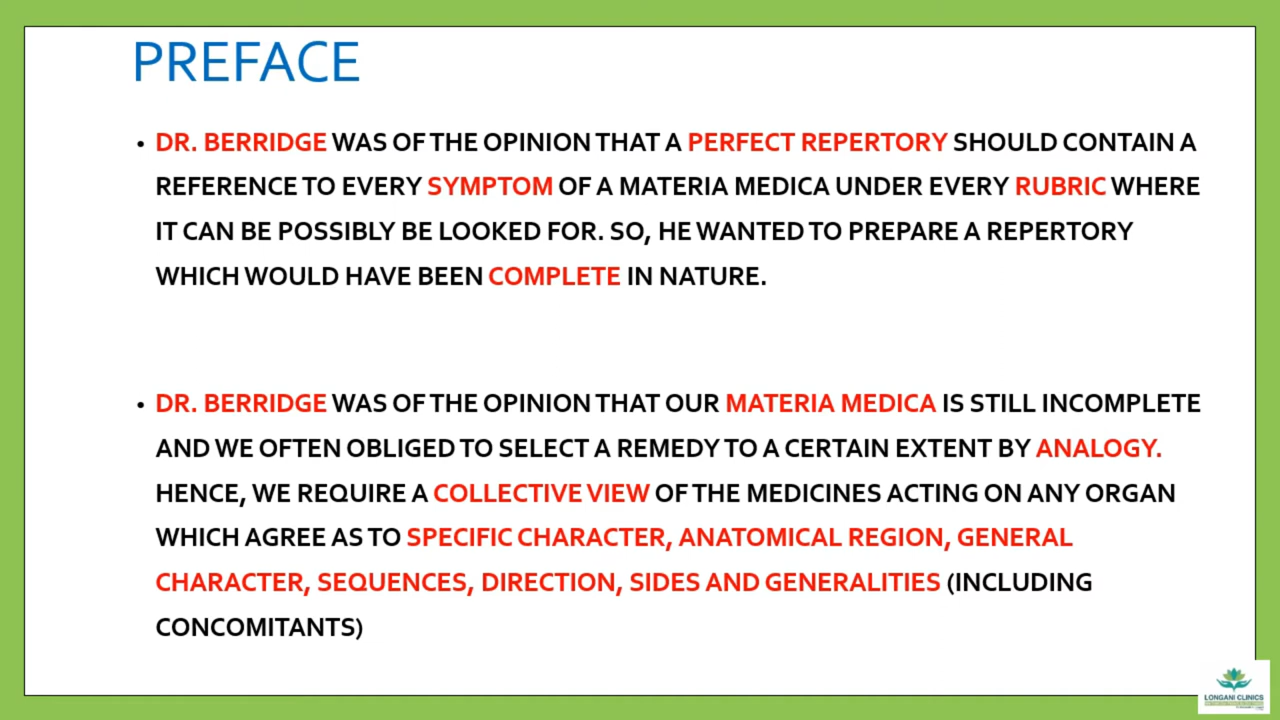 PREFACE
• DR. BERRIDGE WAS OF THE OPINION THAT A PERFECT REPERTORY SHOULD CONTAIN A
REFERENCE TO EVERY SYMPTOM OF A MATERIA MEDICA UNDER EVERY RUBRIC WHERE
IT CAN BE POSSIBLY BE LOOKED FOR. SO, HE WANTED TO PREPARE A REPERTORY
WHICH WOULD HAVE BEEN COMPLETE IN NATURE.
• DR. BERRIDGE WAS OF THE OPINION THAT OUR MATERIA MEDICA IS STILL INCOMPLETE
AND WE OFTEN OBLIGED TO SELECT A REMEDY TO A CERTAIN EXTENT BY ANALOGY.
HENCE, WE REQUIRE A COLLECTIVE VIEW OF THE MEDICINES ACTING ON ANY ORGAN
WHICH AGREE AS TO SPECIFIC CHARACTER, ANATOMICAL REGION, GENERAL
CHARACTER, SEQUENCES, DIRECTION, SIDES AND GENERALITIES (INCLUDING
CONCOMITANTS)
LONGANI CLINICS